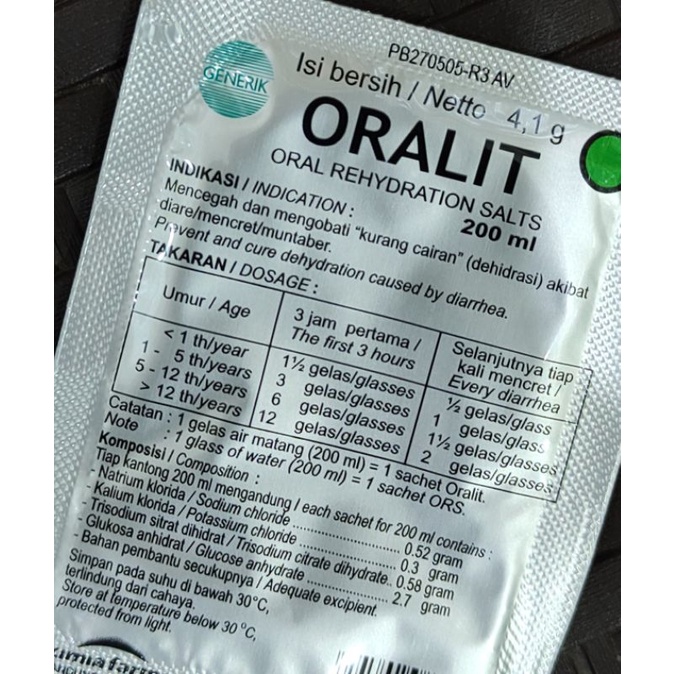 PB270505-R3 AV
GENERIK
Isi bersih / Netto 4,1 g
ORALIT
ORAL REHYDRATION SALTS
200 ml
INDIKASI / INDICATION :
Mencegah dan mengobati "kurang cairan" (dehidrasi) akibat
diare/mencret/muntaber.
Prevent and cure dehydration caused by diarrhea.
TAKARAN / DOSAGE :
Umur / Age 3 jam pertama / Selanjutnya tiap
The first 3 hours kali mencret /
Every diarrhea
< 1 th/year 1½ gelas/glasses ½ gelas/glass
1 - 5 th/years 3 gelas/glasses 1 gelas/glass
5 - 12 th/years 6 gelas/glasses 1½ gelas/glasses
> 12 th/years 12 gelas/glasses 2 gelas/glasses
Catatan : 1 gelas air matang (200 ml) = 1 sachet Oralit.
Note : 1 glass of water (200 ml) = 1 sachet ORS.
Komposisi / Composition :
Tiap kantong 200 ml mengandung / each sachet for 200 ml contains :
- Natrium klorida / Sodium chloride ........................ 0.52 gram
- Kalium klorida / Potassium chloride ........................ 0.3 gram
- Trisodium sitrat dihidrat / Trisodium citrate dihydrate.. 0.58 gram
- Glukosa anhidrat / Glucose anhydrate .................. 2.7 gram
- Bahan pembantu secukupnya / Adequate excipient.
Simpan pada suhu di bawah 30°C,
terlindung dari cahaya.
Store at temperature below 30 °C,
protected from light.